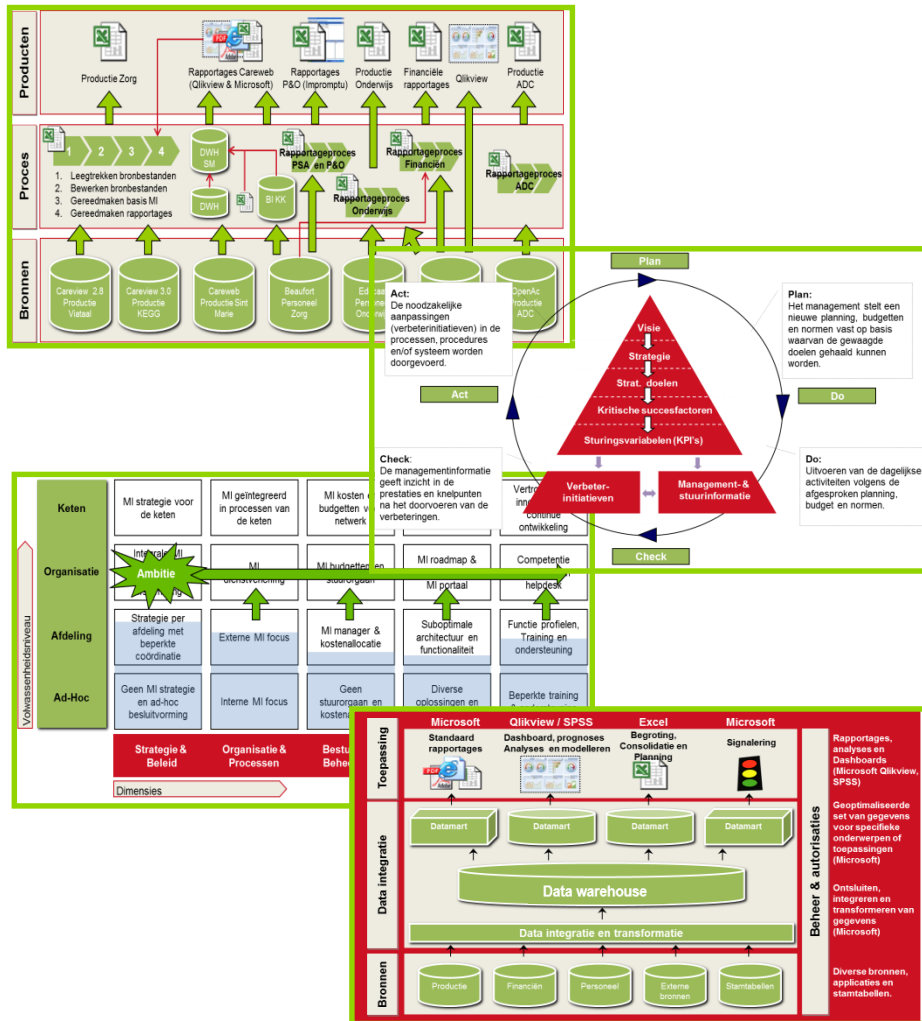 Producten
Productie Zorg
Rapportages Careweb
(Qlikview & Microsoft)
Rapportages
P&O (Impromptu)
Productie
Onderwijs
Financiële
rapportages
Qlikview
Productie
ADC
Proces
1 2 3 4
1. Leegtrekken bronbestanden
2. Bewerken bronbestanden
3. Gereedmaken basis MI
4. Gereedmaken rapportages
DWH
SM
DWH
BI KK
Rapportageproces
PSA en P&O
Rapportageproces
Onderwijs
Rapportageproces
Financiën
Rapportageproces
ADC
Bronnen
Careview 2.8
Productie
Viataal
Careview 3.0
Productie
KEGG
Careweb
Productie Sint
Marie
Beaufort
Personeel
Zorg
OpenAc
Productie
ADC
Plan
Act:
De noodzakelijke
aanpassingen
(verbeterinitiatieven) in de
processen, procedures
en/of systeem worden
doorgevoerd.
Plan:
Het management stelt een
nieuwe planning, budgetten
en normen vast op basis
waarvan de gewaagde
doelen gehaald kunnen
worden.
Visie
Strategie
Strat. doelen
Kritische succesfactoren
Sturingsvariabelen (KPI's)
Verbeter-
initiatieven
Management- &
stuurinformatie
Act
Do
Check:
De managementinformatie
geeft inzicht in de
prestaties en knelpunten
na het doorvoeren van de
verbeteringen.
Do:
Uitvoeren van de dagelijkse
activiteiten volgens de
afgesproken planning,
budget en normen.
Check
Volwassenheidsniveau
Keten
MI strategie voor
de keten
MI geïntegreerd
in processen van
de keten
MI kosten
budgetten
netwerk
continue
ontwikkeling
Organisatie
Ambitie
MI
dienstverlening
MI budgetten en
stuurorgaan
MI roadmap &
MI portaal
Competentie
helpdesk
Afdeling
Strategie per
afdeling met
beperkte
coördinatie
Externe MI focus
MI manager &
kostenallocatie
Suboptimale
architectuur en
functionaliteit
Functie profielen,
Training en
ondersteuning
Ad-Hoc
Geen MI strategie
en ad-hoc
besluitvorming
Interne MI focus
Geen
stuurorgaan en
Diverse
oplossingen en
Beperkte training
Strategie &
Beleid
Organisatie &
Processen
Dimensies
Toepassing
Microsoft
Standaard
rapportages
Qlikview / SPSS
Dashboard, prognoses
Analyses en modelleren
Excel
Begroting,
Consolidatie en
Planning
Microsoft
Signalering
Data integratie
Datamart
Datamart
Datamart
Datamart
Data warehouse
Data integratie en transformatie
Bronnen
Productie
Financiën
Personeel
Externe
bronnen
Stamtabellen
Beheer & autorisaties
Rapportages,
analyses en
Dashboards
(Microsoft Qlikview,
SPSS)
Geoptimaliseerde
set van gegevens
voor specifieke
onderwerpen of
toepassingen
(Microsoft)
Ontsluiten,
integreren en
transformeren van
gegevens
(Microsoft)
Diverse bronnen,
applicaties en
stamtabellen.